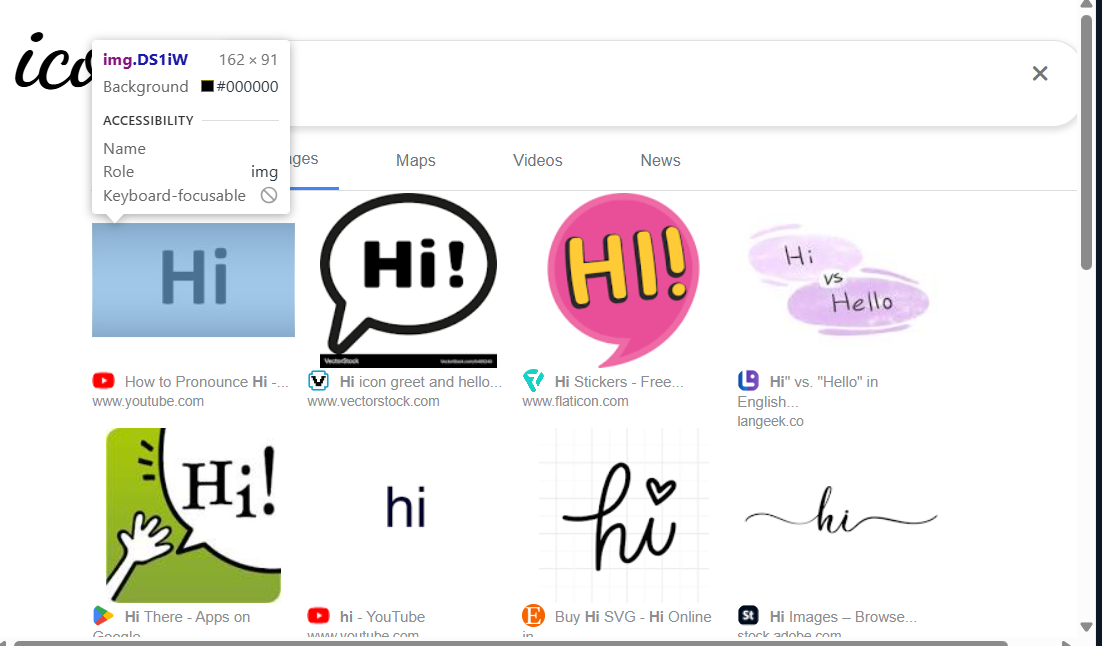 ico
img.DS1iW 162 × 91
Background #000000
ACCESSIBILITY
Name
Role img
Keyboard-focusable
ges Maps Videos News
Hi
Hi!
VectorStock
HI!
Hi
vs
Hello
How to Pronounce Hi -...
www.youtube.com
Hi icon greet and hello...
www.vectorstock.com
Hi Stickers - Free...
www.flaticon.com
Hi" vs. "Hello" in
English...
langeek.co
Hi!
hi
hi
hi
Hi There - Apps on
Google
hi - YouTube
www.youtube.com
E
Buy Hi SVG - Hi Online
in
St
Hi Images – Browse...
stock.adobe.com